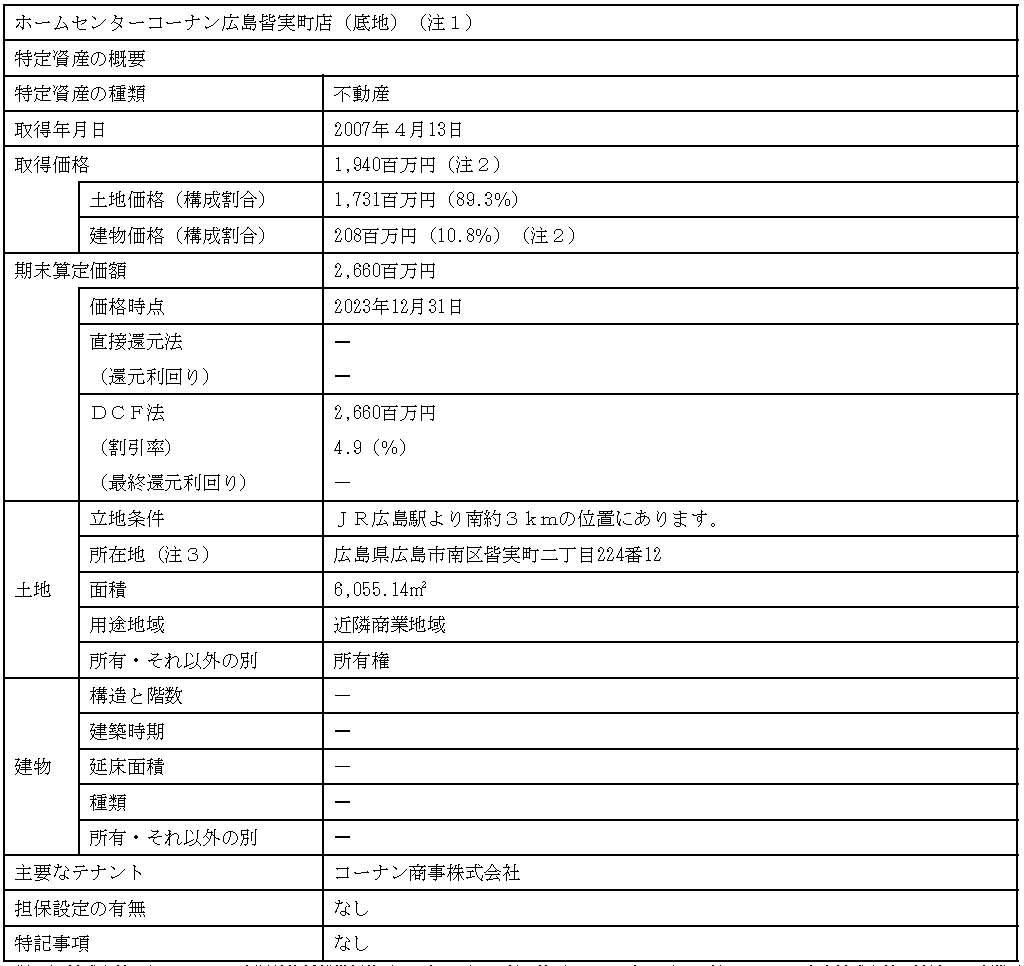 ホームセンターコーナン広島皆実町店（底地）（注１）
特定資産の概要
特定資産の種類 不動産
取得年月日 2007年４月13日
取得価格 1,940百万円（注２）
土地価格（構成割合） 1,731百万円（89.3%）
建物価格（構成割合） 208百万円（10.8%）（注２）
期末算定価額 2,660百万円
価格時点 2023年12月31日
直接還元法 －
（還元利回り） －
ＤＣＦ法 2,660百万円
（割引率） 4.9（%）
（最終還元利回り） －
立地条件 ＪＲ広島駅より南約３ｋｍの位置にあります。
所在地（注３） 広島県広島市南区皆実町二丁目224番12
土地 面積 6,055.14㎡
用途地域 近隣商業地域
所有・それ以外の別 所有権
構造と階数 －
建築時期 －
建物 延床面積 －
種類 －
所有・それ以外の別 －
主要なテナント コーナン商事株式会社
担保設定の有無 なし
特記事項 なし